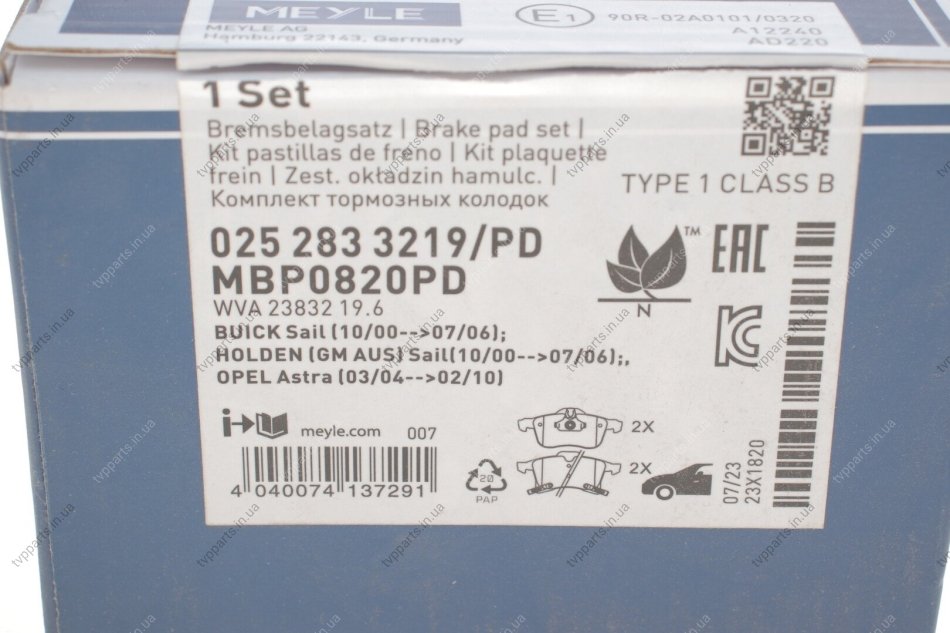 MEYLE
MEYLE AG
Hamburg 22143, Germany
E1
90R-02A0101/0320
A12240
AD220
1 Set
Bremsbelagsatz | Brake pad set |
Kit pastillas de freno | Kit plaquette
frein | Zest. okładzin hamulc. |
Комплект тормозных колодок
TYPE 1 CLASS B
025 283 3219/PD
MBP0820PD
WVA 23832 19.6
BUICK Sail (10/00-->07/06);
HOLDEN (GM AUS) Sail(10/00-->07/06);,
OPEL Astra (03/04-->02/10)
TM
N
EAC
KC
i
meyle.com
007
2X
2X
20
PAP
4 040074 137291
07/23
23X1820
tvpparts.in.ua